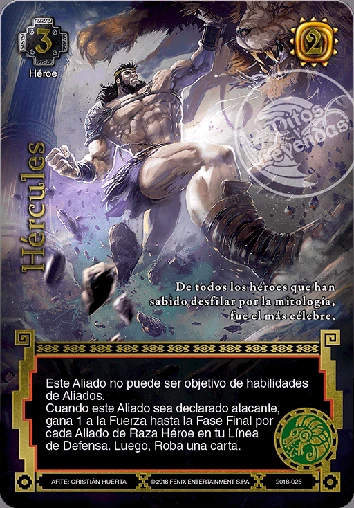 3
Héroe
2
Mitos
y
Leyendas
Hércules
De todos los héroes que han
sabido desfilar por la mitología,
fue el más célebre.
Este Aliado no puede ser objetivo de habilidades
de Aliados.
Cuando este Aliado sea declarado atacante,
gana 1 a la Fuerza hasta la Fase Final por
cada Aliado de Raza Héroe en tu Línea
de Defensa. Luego, Roba una carta.
ARTE: CRISTIÁN HUERTA
©2018 FENIX ENTERTAINMENT S.P.A.
2018-025